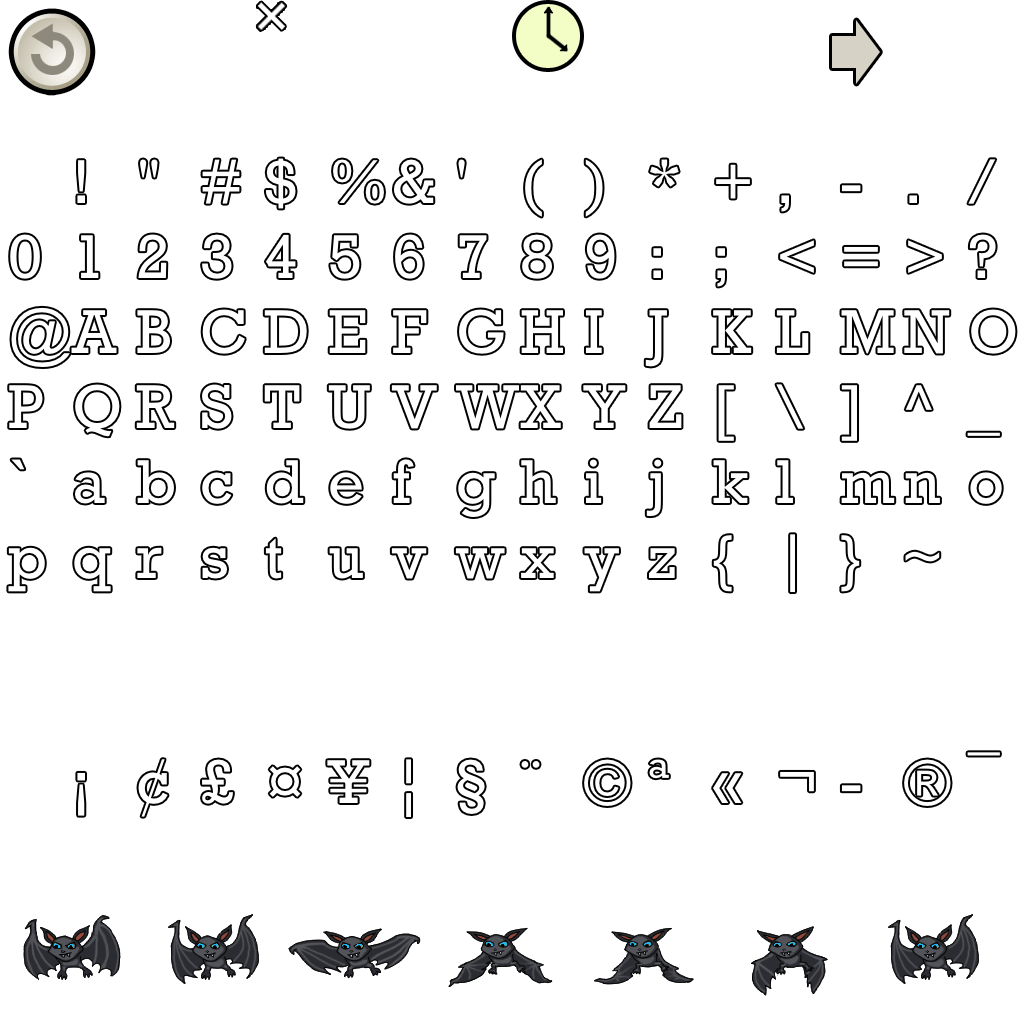 ×
! " # $ % & ' ( ) * + , - . /
0 1 2 3 4 5 6 7 8 9 : ; < = > ?
@ A B C D E F G H I J K L M N O
P Q R S T U V W X Y Z [ \ ] ^ _
` a b c d e f g h i j k l m n o
p q r s t u v w x y z { | } ~
¡ ¢ £ ¤ ¥ ¦ § ¨ © ª « ¬ - ® ¯